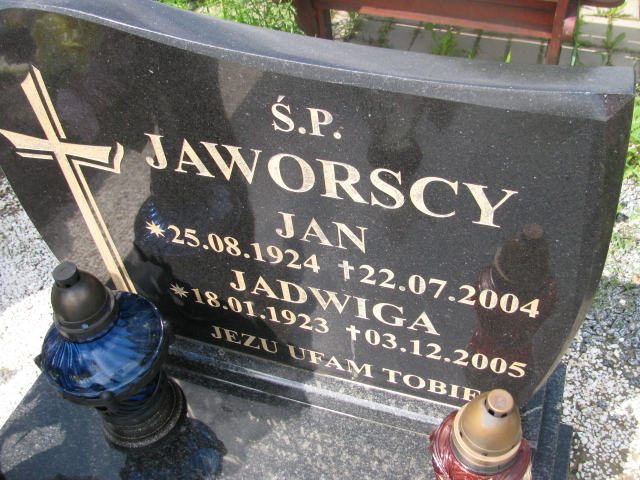 Ś.P.
JAWORSCY
JAN
*25.08.1924 †22.07.2004
JADWIGA
*18.01.1923 †03.12.2005
JEZU UFAM TOBIE